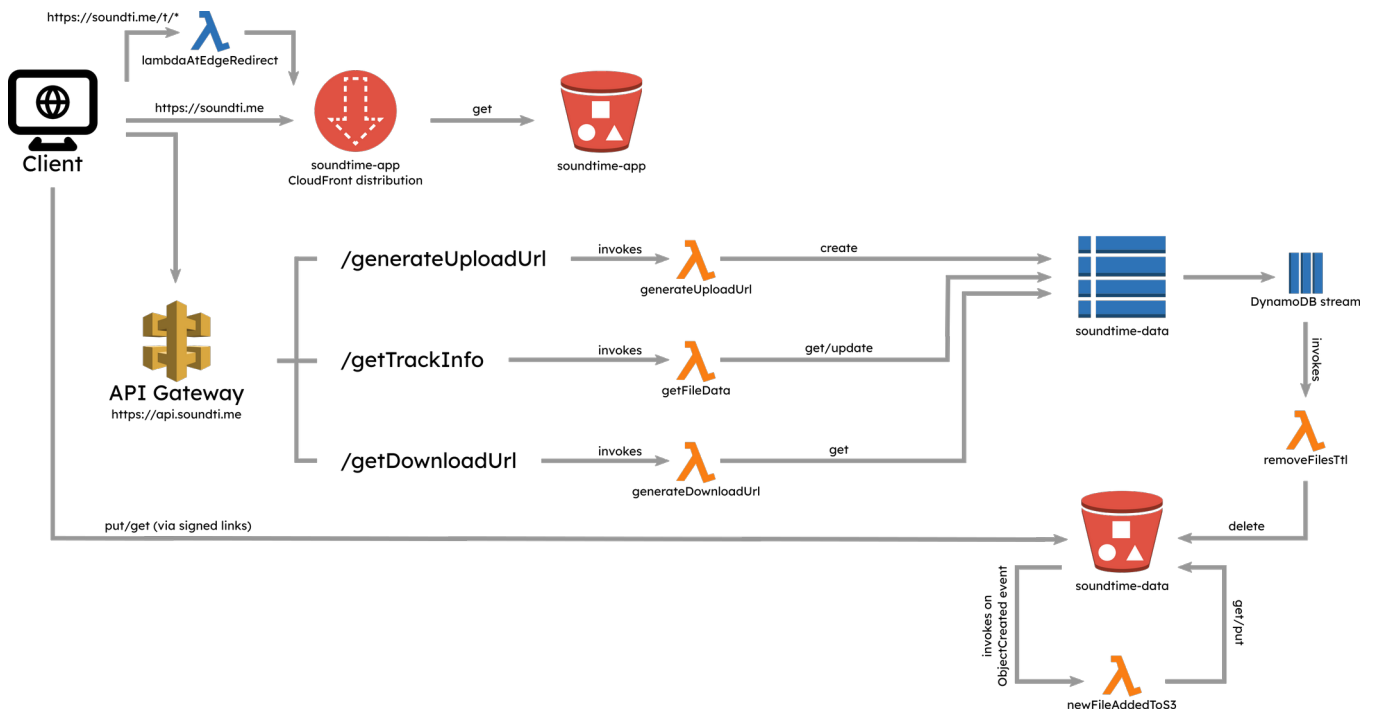 https://soundti.me/t/*
lambdaAtEdgeRedirect
https://soundti.me
get
Client
soundtime-app
CloudFront distribution
soundtime-app
/generateUploadUrl
invokes
generateUploadUrl
create
soundtime-data
DynamoDB stream
/getTrackInfo
invokes
getFileData
get/update
invokes
API Gateway
https://api.soundti.me
/getDownloadUrl
invokes
generateDownloadUrl
get
removeFilesTtl
put/get (via signed links)
delete
soundtime-data
invokes on
ObjectCreated event
get/put
newFileAddedToS3